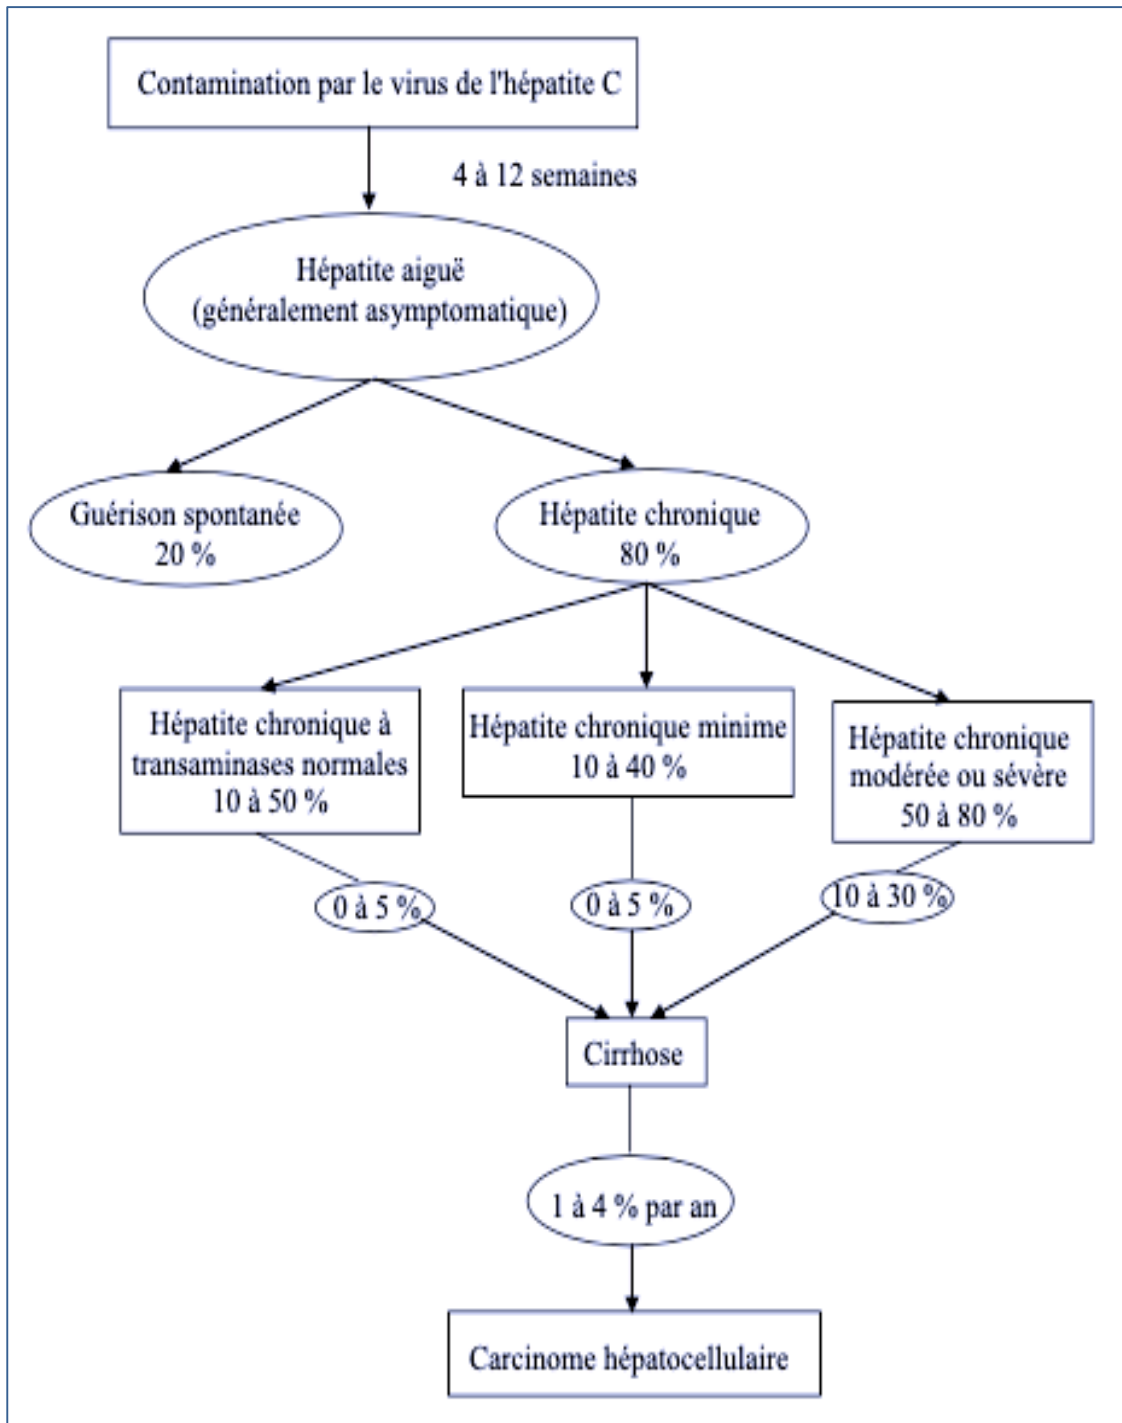 Contamination par le virus de l'hépatite C
4 à 12 semaines
Hépatite aiguë
(généralement asymptomatique)
Guérison spontanée
20 %
Hépatite chronique
80 %
Hépatite chronique à
transaminases normales
10 à 50 %
Hépatite chronique minime
10 à 40 %
Hépatite chronique
modérée ou sévère
50 à 80 %
0 à 5 %
0 à 5 %
10 à 30 %
Cirrhose
1 à 4 % par an
Carcinome hépatocellulaire